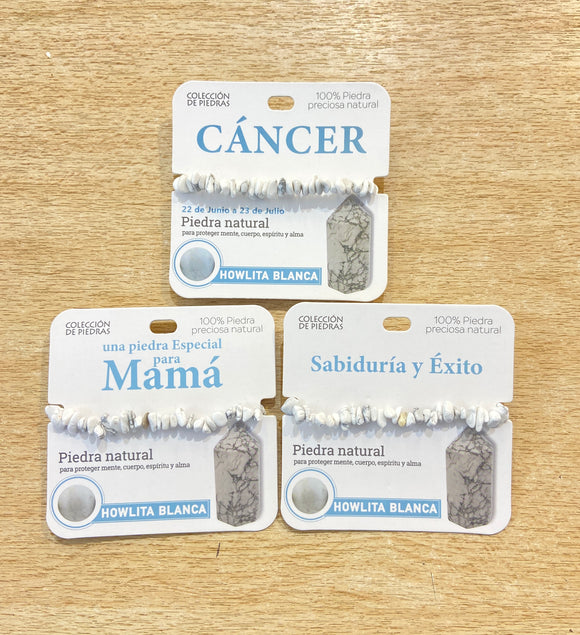 COLECCIÓN
DE PIEDRAS
100% Piedra
preciosa natural
CÁNCER
22 de Junio a 23 de Julio
Piedra natural
para proteger mente, cuerpo, espíritu y alma
HOWLITA BLANCA
COLECCIÓN
DE PIEDRAS
100% Piedra
preciosa natural
una piedra Especial
para
Mamá
Piedra natural
para proteger mente, cuerpo, espíritu y alma
HOWLITA BLANCA
COLECCIÓN
DE PIEDRAS
100% Piedra
preciosa natural
Sabiduría y Éxito
Piedra natural
para proteger mente, cuerpo, espíritu y alma
HOWLITA BLANCA